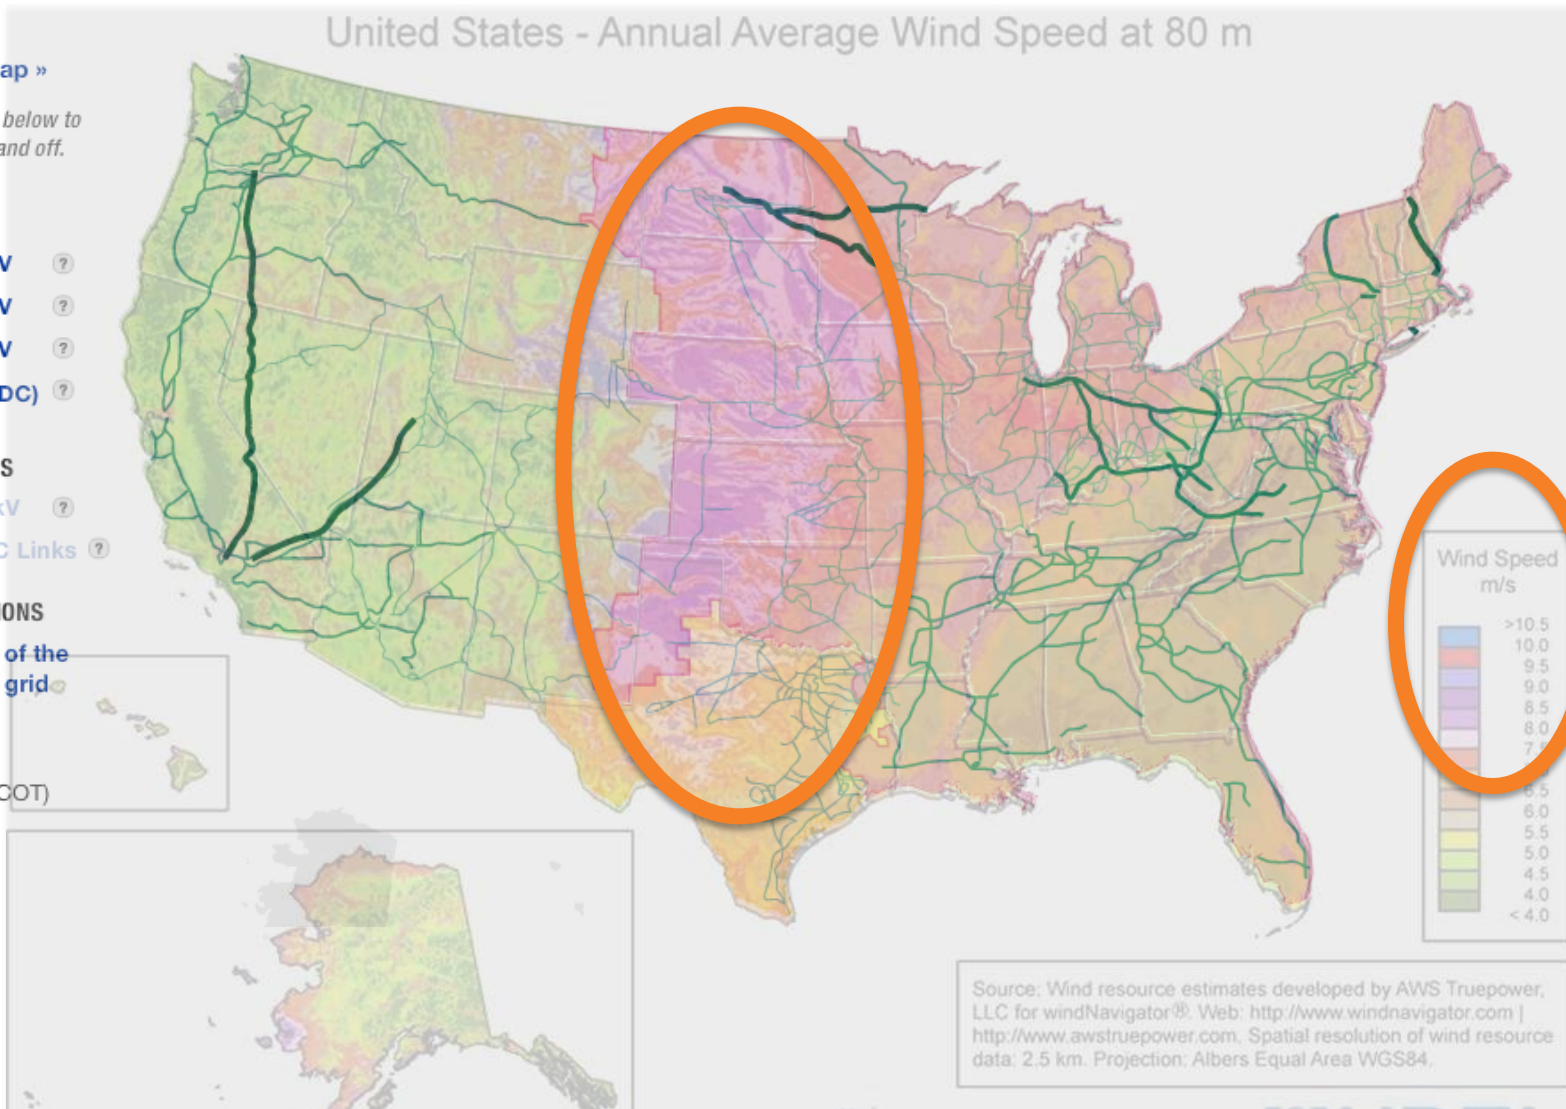 United States - Annual Average Wind Speed at 80 m
ap »
below to
and off.
V ?
V ?
V ?
DC) ?
S
kV ?
C Links ?
IONS
of the
grid
COT)
Wind Speed
m/s
>10.5
10.0
9.5
9.0
8.5
8.0
7.5
6.5
6.0
5.5
5.0
4.5
4.0
< 4.0
Source: Wind resource estimates developed by AWS Truepower,
LLC for windNavigator®. Web: http://www.windnavigator.com |
http://www.awstruepower.com. Spatial resolution of wind resource
data: 2.5 km. Projection: Albers Equal Area WGS84.